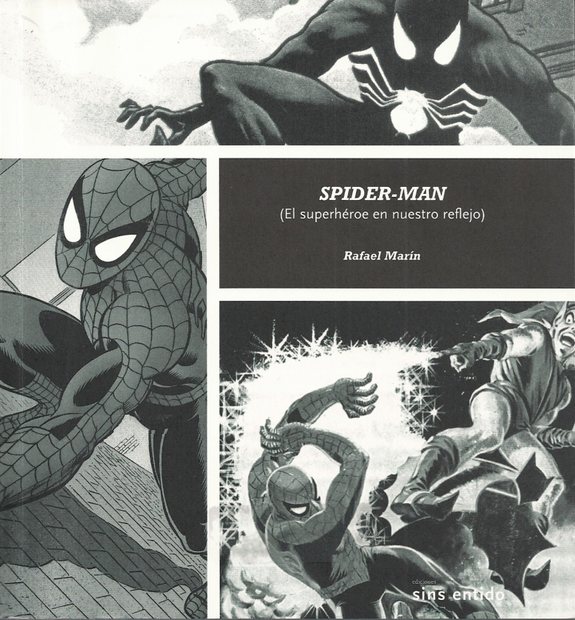 SPIDER-MAN
(El superhéroe en nuestro reflejo)
Rafael Marín
ediciones
sins entido